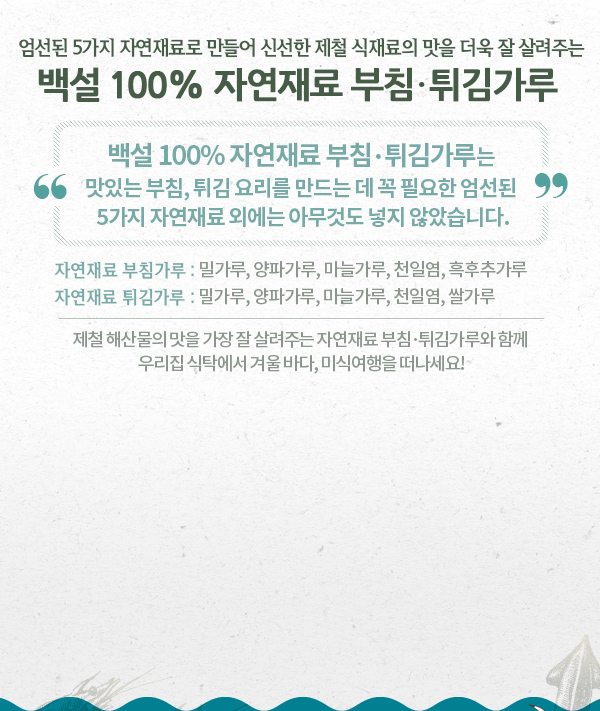 엄선된 5가지 자연재료로 만들어 신선한 제철 식재료의 맛을 더욱 잘 살려주는
백설 100% 자연재료 부침·튀김가루
백설 100% 자연재료 부침·튀김가루는
“ 맛있는 부침, 튀김 요리를 만드는 데 꼭 필요한 엄선된 ”
5가지 자연재료 외에는 아무것도 넣지 않았습니다.
자연재료 부침가루 : 밀가루, 양파가루, 마늘가루, 천일염, 흑후추가루
자연재료 튀김가루 : 밀가루, 양파가루, 마늘가루, 천일염, 쌀가루
제철 해산물의 맛을 가장 잘 살려주는 자연재료 부침·튀김가루와 함께
우리집 식탁에서 겨울 바다, 미식여행을 떠나세요!